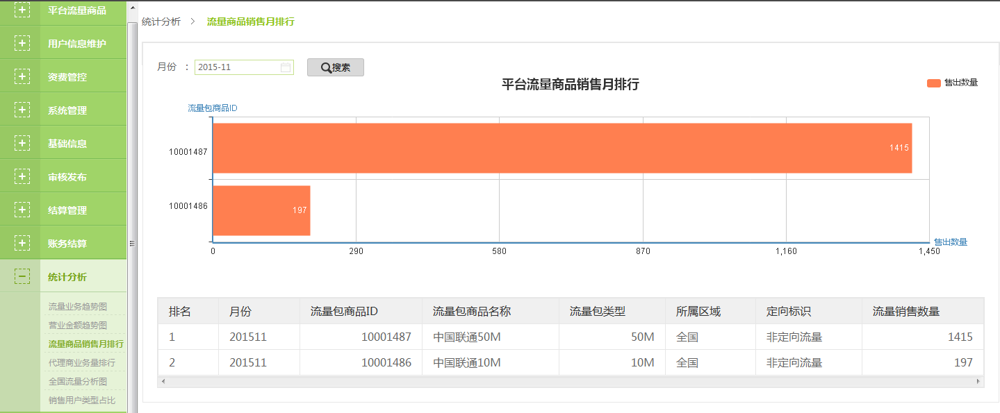 平台流量商品
用户信息维护
资费管控
系统管理
基础信息
审核发布
结算管理
账务结算
统计分析
流量业务趋势图
营业金额趋势图
流量商品销售月排行
代理商业务量排行
全国流量分析图
销售用户类型占比
统计分析 > 流量商品销售月排行
月份 : 2015-11 搜索
平台流量商品销售月排行
售出数量
流量包商品ID
10001487 1415
10001486 197
售出数量
0 290 580 870 1,160 1,450
排名 月份 流量包商品ID 流量包商品名称 流量包类型 所属区域 定向标识 流量销售数量
1 201511 10001487 中国联通50M 50M 全国 非定向流量 1415
2 201511 10001486 中国联通10M 10M 全国 非定向流量 197